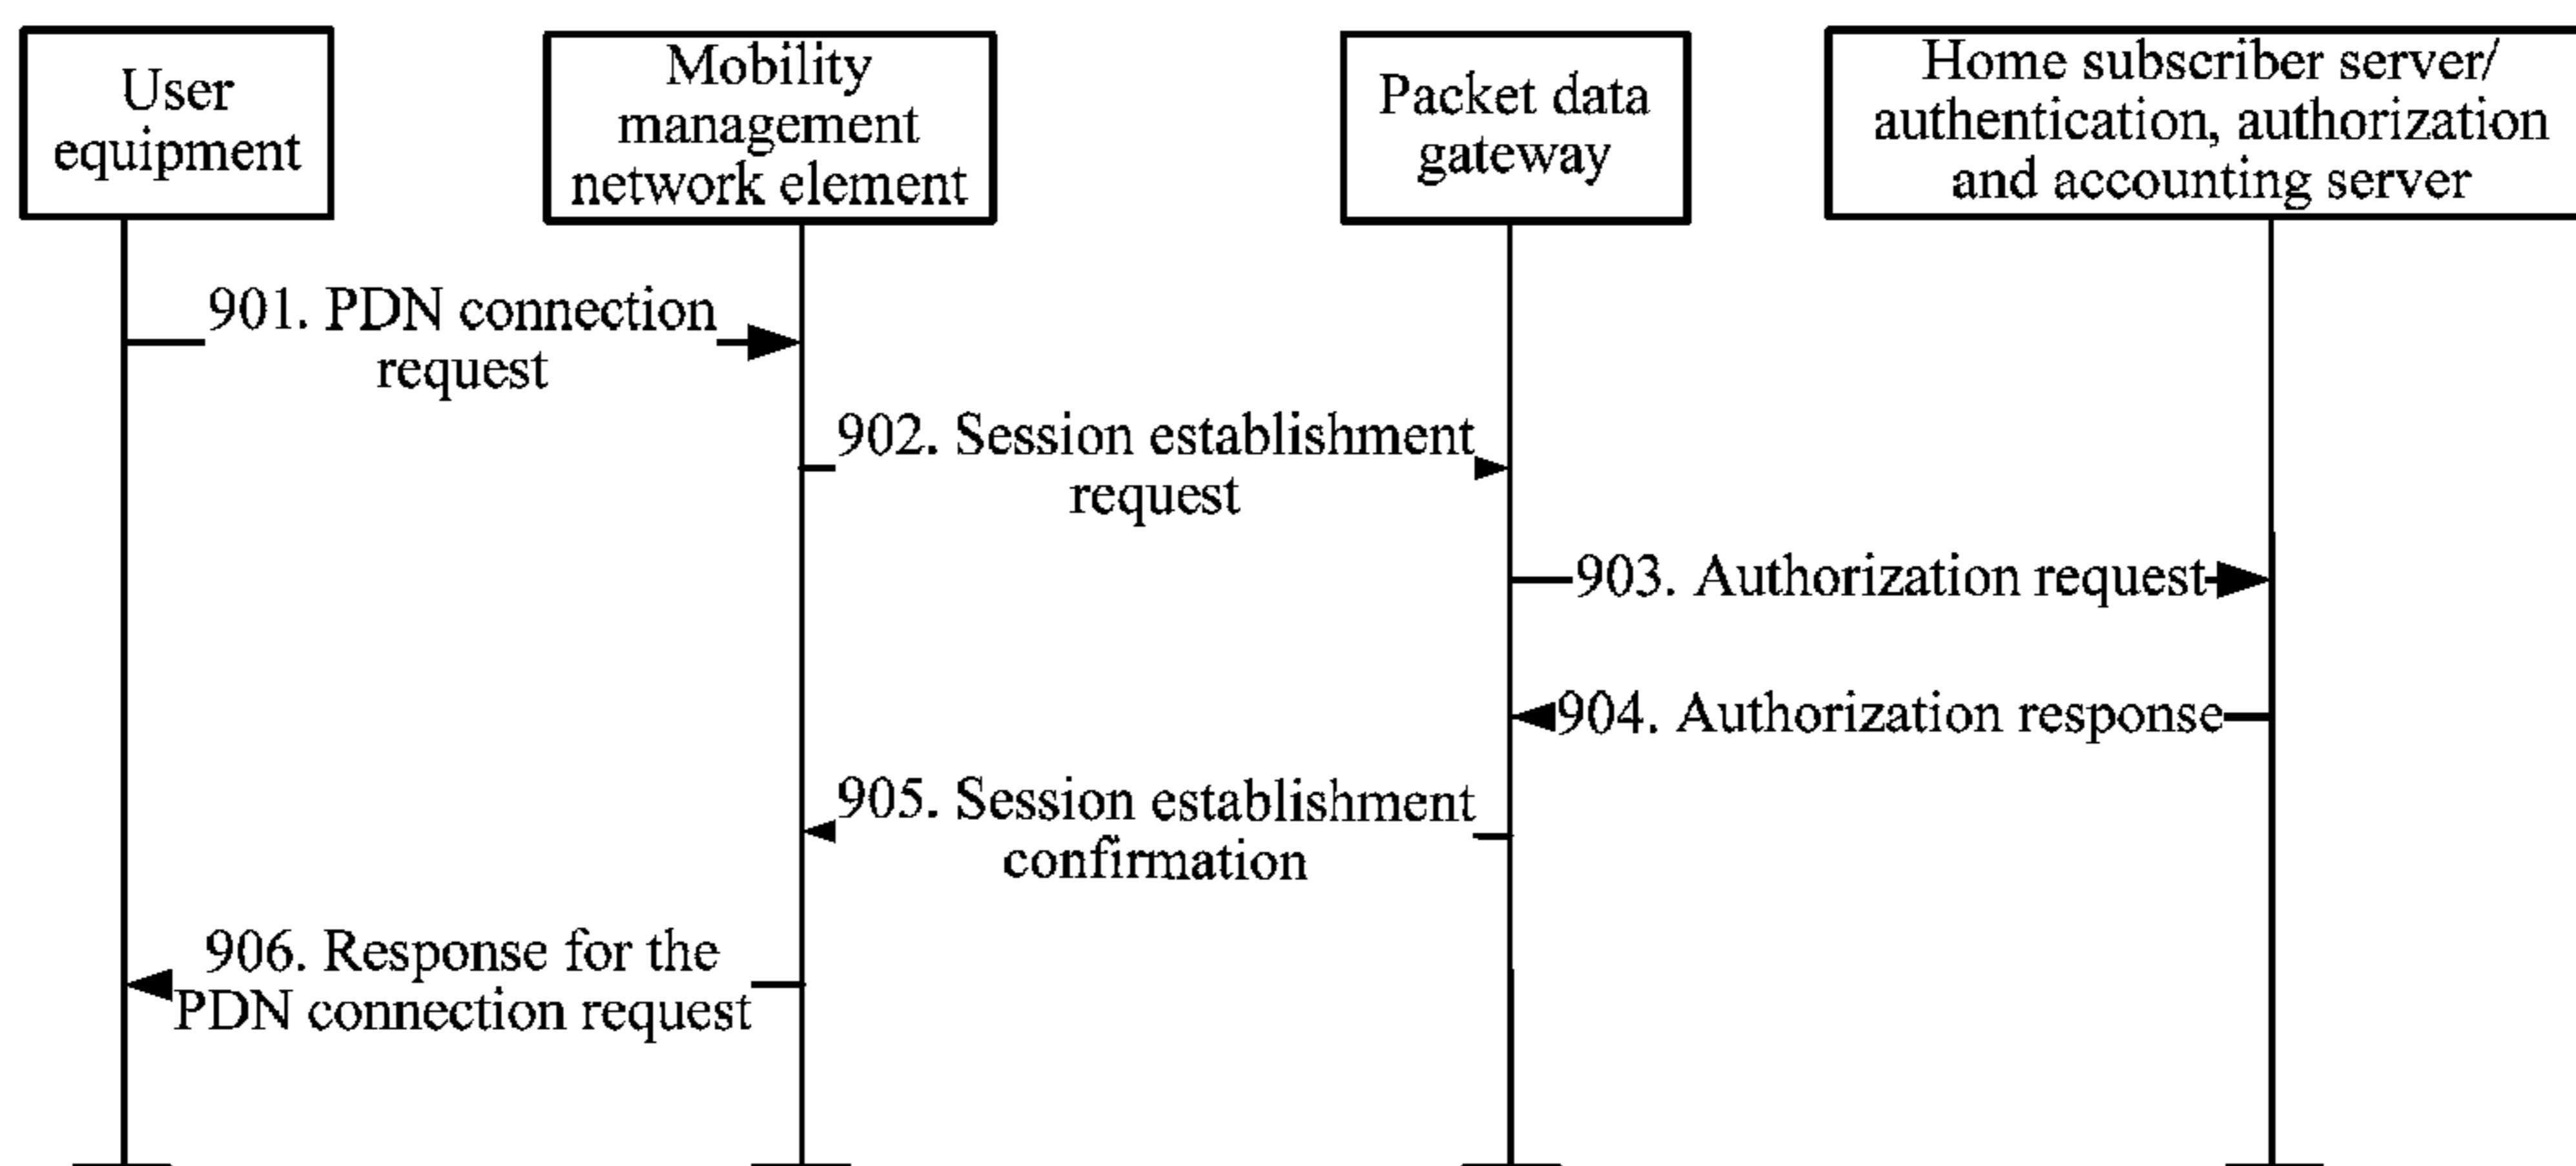 User
equipment
Mobility
management
network element
Packet data
gateway
Home subscriber server/
authentication, authorization
and accounting server
901. PDN connection
request
902. Session establishment
request
903. Authorization request
904. Authorization response
905. Session establishment
confirmation
906. Response for the
PDN connection request